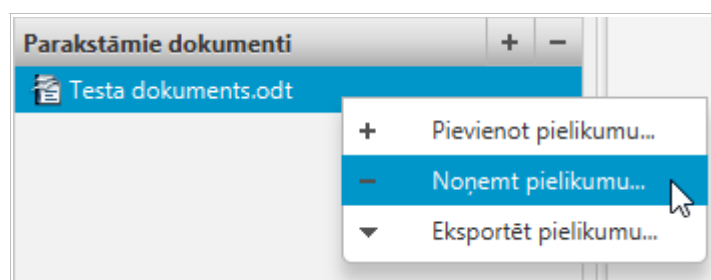 Parakstāmie dokumenti + −
Testa dokuments.odt
+ Pievienot pielikumu...
− Noņemt pielikumu...
Eksportēt pielikumu...